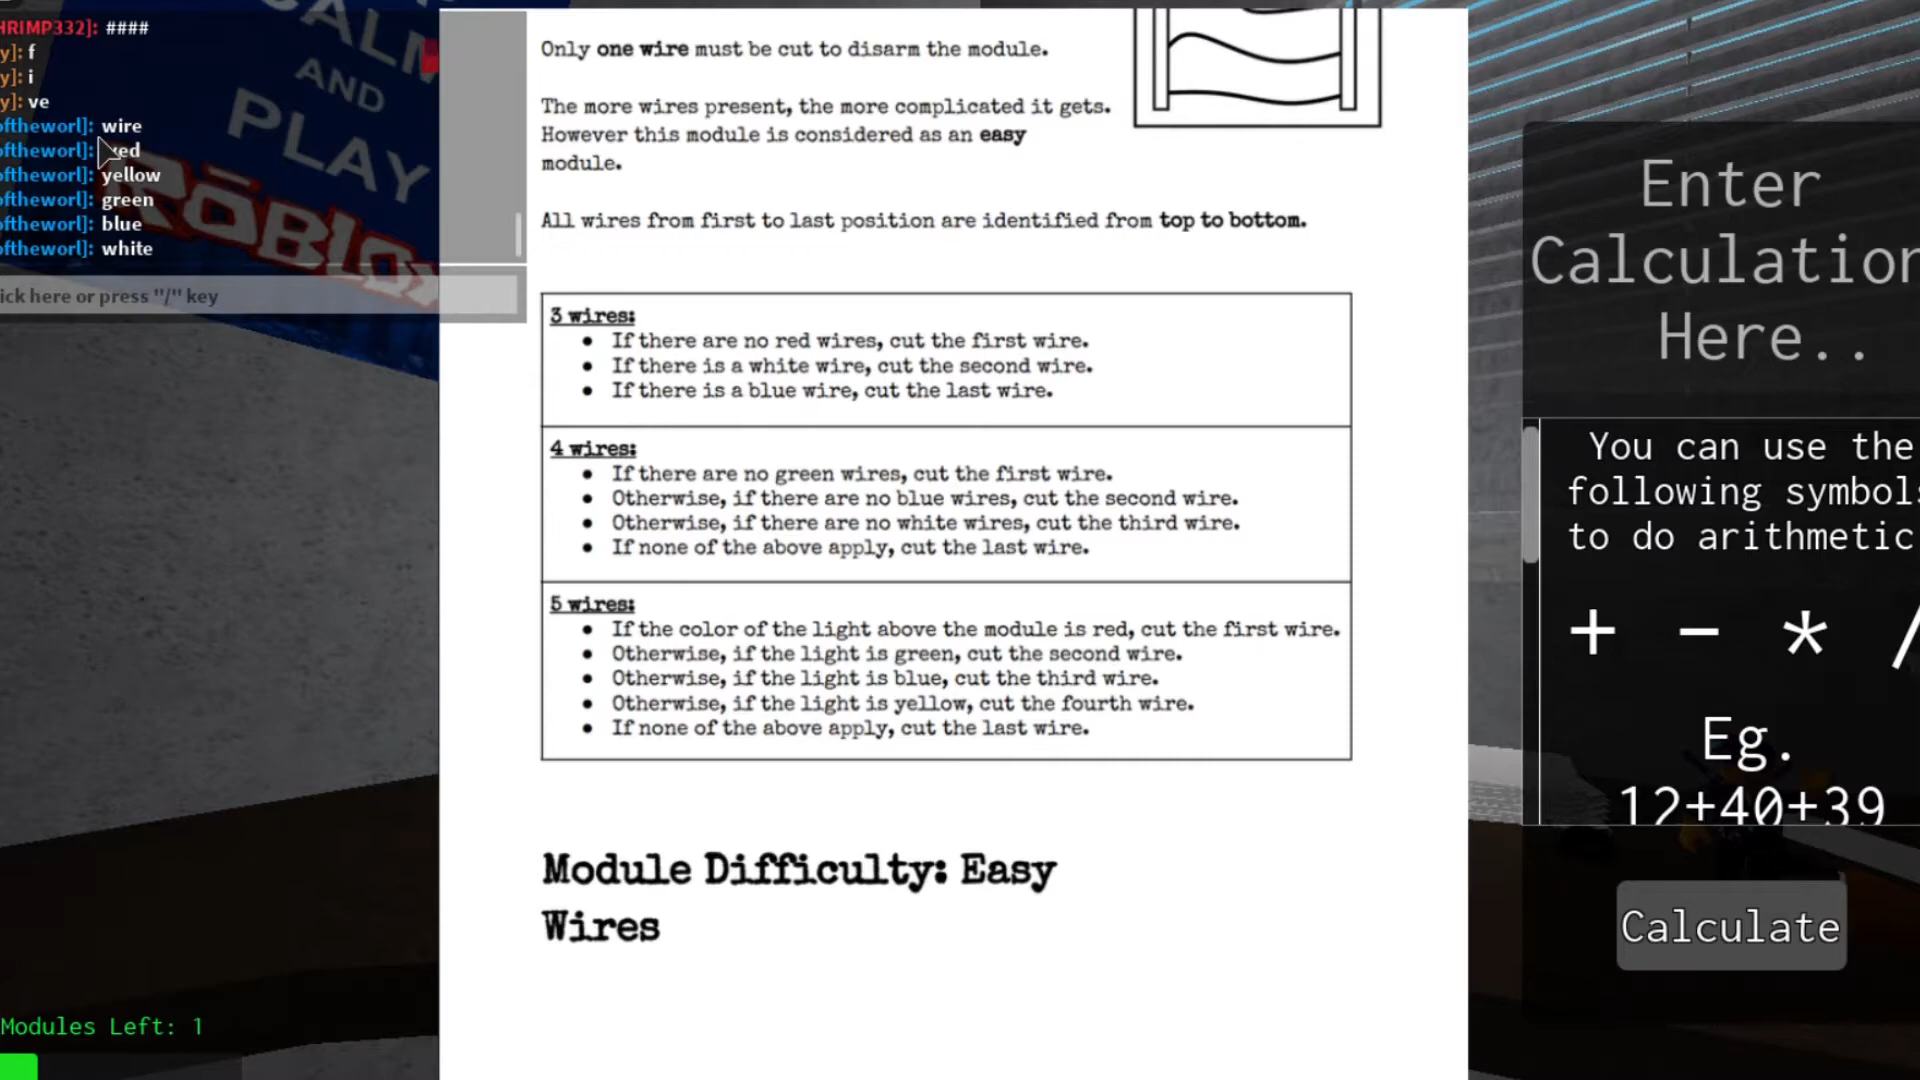 HRIMP332]: ####
y]: f
y]: i
y]: ve
oftheworl]: wire
oftheworl]: red
oftheworl]: yellow
oftheworl]: green
oftheworl]: blue
oftheworl]: white
ick here or press "/" key
CALM
AND
PLAY
ROBLOX
Only one wire must be cut to disarm the module.
The more wires present, the more complicated it gets.
However this module is considered as an easy
module.
All wires from first to last position are identified from top to bottom.
3 wires:
• If there are no red wires, cut the first wire.
• If there is a white wire, cut the second wire.
• If there is a blue wire, cut the last wire.
4 wires:
• If there are no green wires, cut the first wire.
• Otherwise, if there are no blue wires, cut the second wire.
• Otherwise, if there are no white wires, cut the third wire.
• If none of the above apply, cut the last wire.
5 wires:
• If the color of the light above the module is red, cut the first wire.
• Otherwise, if the light is green, cut the second wire.
• Otherwise, if the light is blue, cut the third wire.
• Otherwise, if the light is yellow, cut the fourth wire.
• If none of the above apply, cut the last wire.
Module Difficulty: Easy
Wires
Enter
Calculation
Here..
You can use the
following symbols
to do arithmetic
+ - * /
Eg.
12+40+39
Calculate
Modules Left: 1